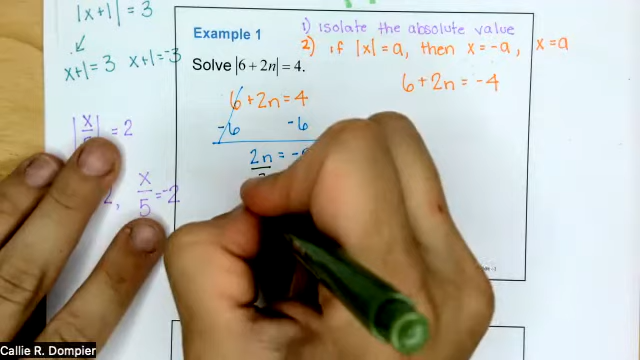 |x+1| = 3
x+1 = 3 x+1 = -3
= 2
2, x/5 = -2
Example 1
1) isolate the absolute value
2) if |x| = a, then x = -a, x = a
Solve |6 + 2n| = 4.
6 + 2n = 4
6 + 2n = -4
-6 -6
2n = -
Callie R. Dompier